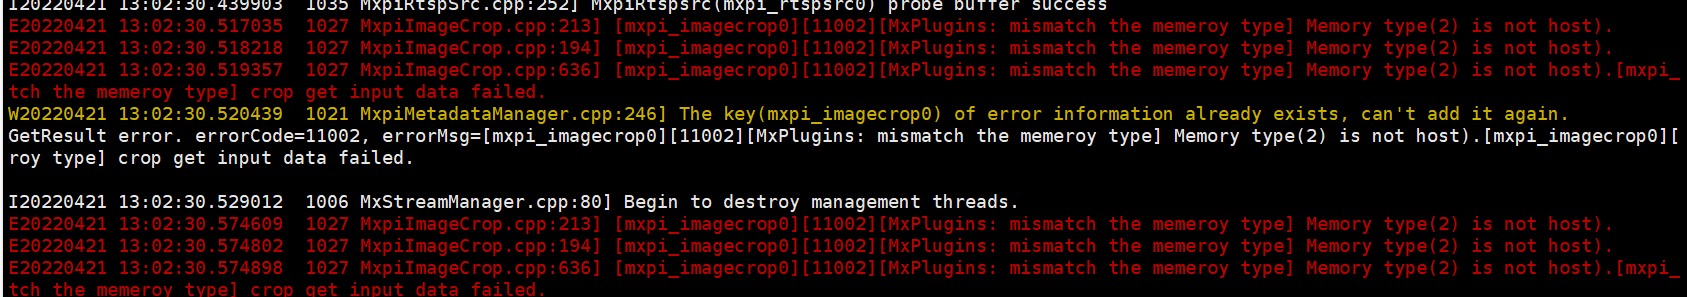 I20220421 13:02:30.439903  1035 MxpiRtspSrc.cpp:252] MxpiRtspsrc(mxpi_rtspsrc0) probe buffer success
E20220421 13:02:30.517035  1027 MxpiImageCrop.cpp:213] [mxpi_imagecrop0][11002][MxPlugins: mismatch the memeroy type] Memory type(2) is not host).
E20220421 13:02:30.518218  1027 MxpiImageCrop.cpp:194] [mxpi_imagecrop0][11002][MxPlugins: mismatch the memeroy type] Memory type(2) is not host).
E20220421 13:02:30.519357  1027 MxpiImageCrop.cpp:636] [mxpi_imagecrop0][11002][MxPlugins: mismatch the memeroy type] Memory type(2) is not host).[mxpi_
tch the memeroy type] crop get input data failed.
W20220421 13:02:30.520439  1021 MxpiMetadataManager.cpp:246] The key(mxpi_imagecrop0) of error information already exists, can't add it again.
GetResult error. errorCode=11002, errorMsg=[mxpi_imagecrop0][11002][MxPlugins: mismatch the memeroy type] Memory type(2) is not host).[mxpi_imagecrop0][
roy type] crop get input data failed.
I20220421 13:02:30.529012  1006 MxStreamManager.cpp:80] Begin to destroy management threads.
E20220421 13:02:30.574609  1027 MxpiImageCrop.cpp:213] [mxpi_imagecrop0][11002][MxPlugins: mismatch the memeroy type] Memory type(2) is not host).
E20220421 13:02:30.574802  1027 MxpiImageCrop.cpp:194] [mxpi_imagecrop0][11002][MxPlugins: mismatch the memeroy type] Memory type(2) is not host).
E20220421 13:02:30.574898  1027 MxpiImageCrop.cpp:636] [mxpi_imagecrop0][11002][MxPlugins: mismatch the memeroy type] Memory type(2) is not host).[mxpi_
tch the memeroy type] crop get input data failed.